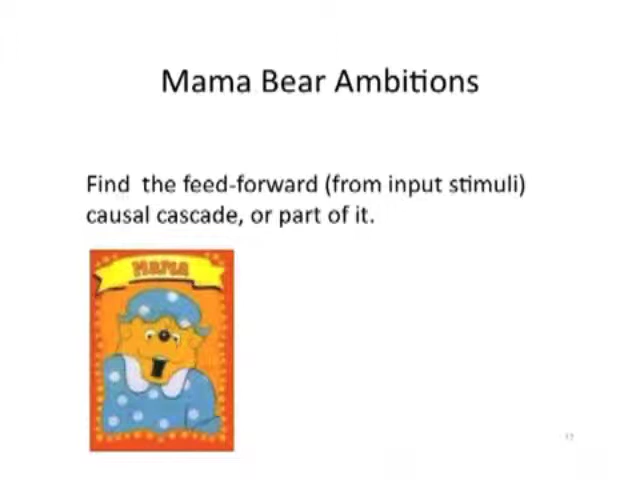 Mama Bear Ambitions
Find the feed-forward (from input stimuli)
causal cascade, or part of it.
MAMA